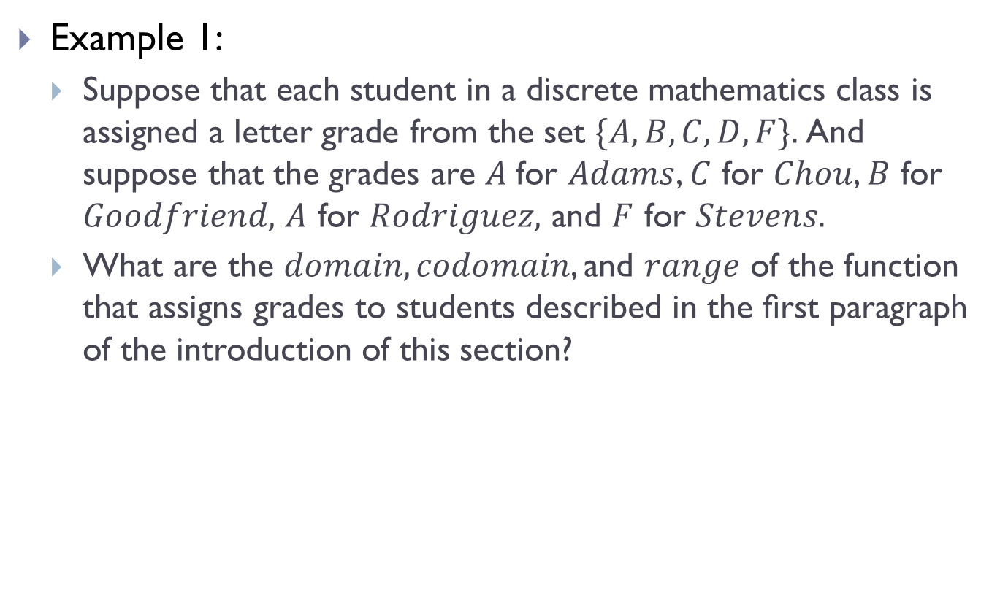 Example 1:
Suppose that each student in a discrete mathematics class is
assigned a letter grade from the set {A, B, C, D, F}. And
suppose that the grades are A for Adams, C for Chou, B for
Goodfriend, A for Rodriguez, and F for Stevens.
What are the domain, codomain, and range of the function
that assigns grades to students described in the first paragraph
of the introduction of this section?